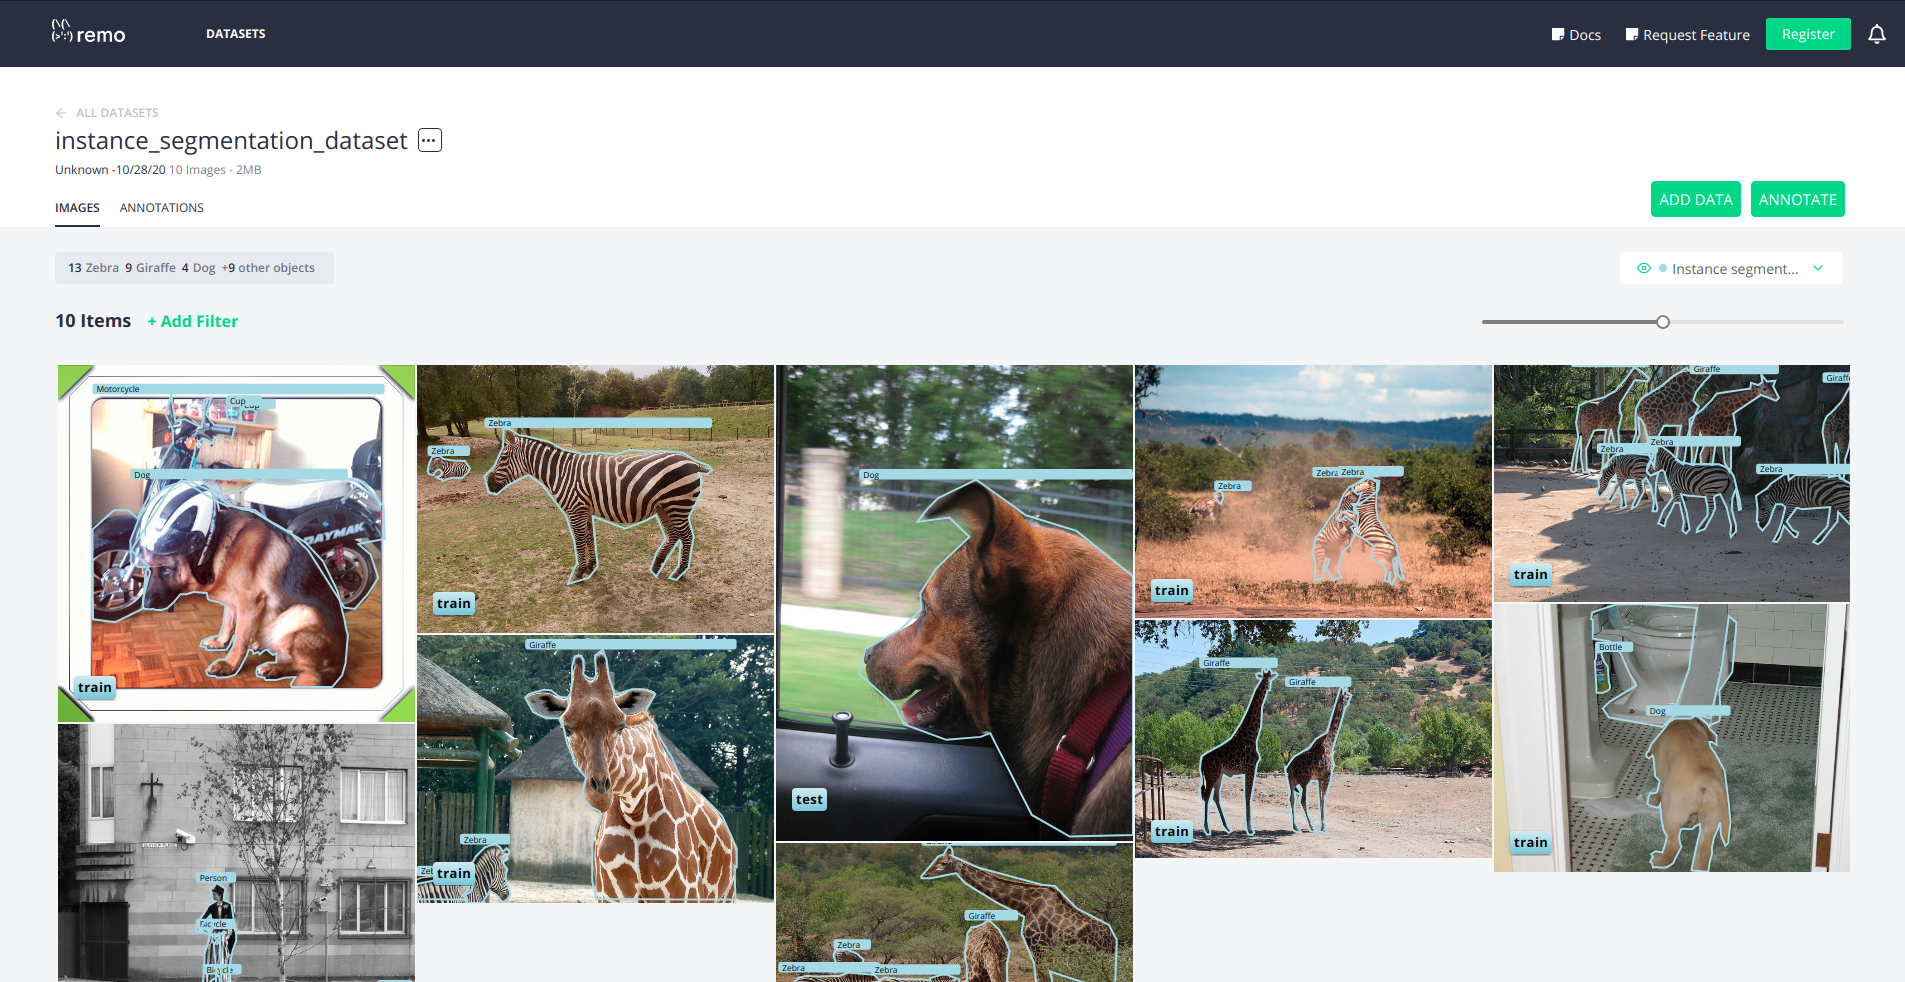 remo
DATASETS
Docs
Request Feature
Register
← ALL DATASETS
instance_segmentation_dataset
Unknown -10/28/20 10 Images - 2MB
IMAGES
ANNOTATIONS
ADD DATA
ANNOTATE
13 Zebra 9 Giraffe 4 Dog +9 other objects
Instance segment...
10 Items
+ Add Filter
Motorcycle
Cup
Cup
Dog
DAYMAK
train
Person
Bicycle
Bicycle
Zebra
Zebra
train
Giraffe
Zebra
train
Dog
test
Giraffe
Zebra
Zebra
Zebra
Zebra
Zebra
Zebra
train
Giraffe
Giraffe
train
Giraffe
Giraffe
Zebra
Zebra
Zebra
train
Bottle
Dog
train